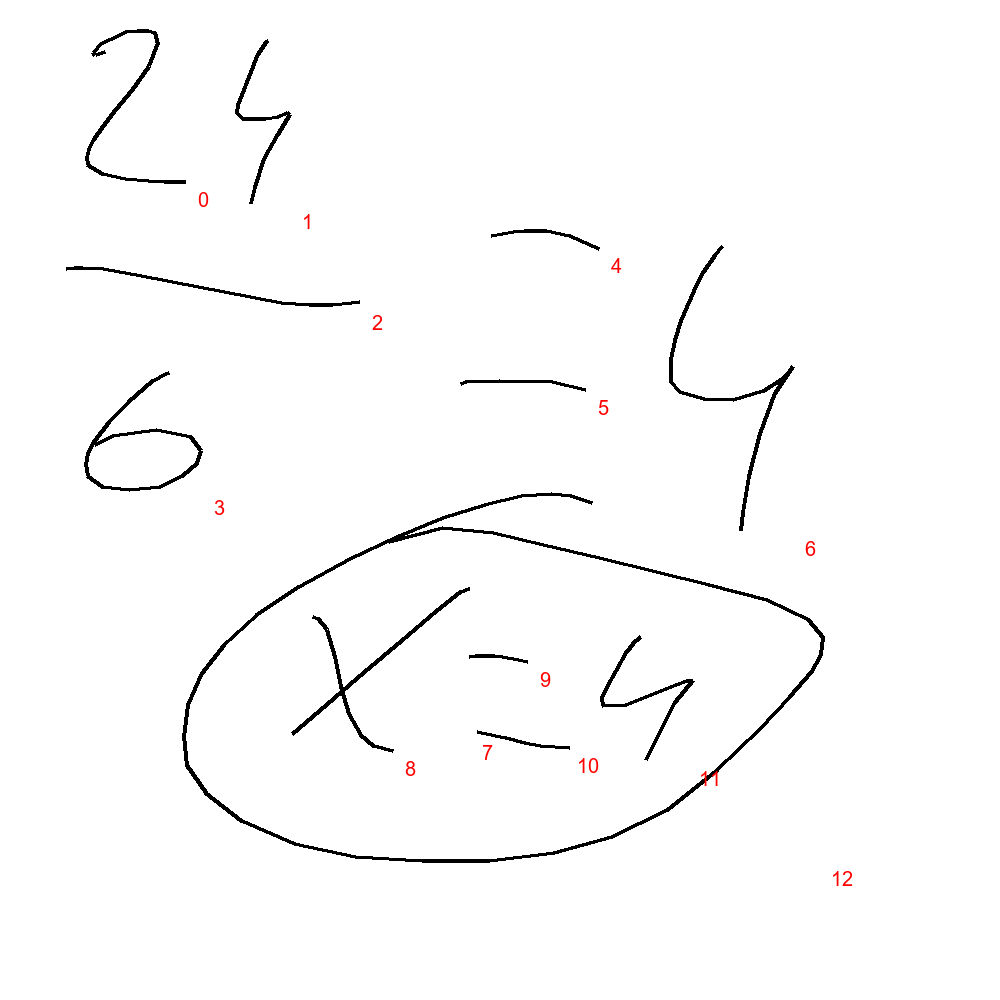 24/6 = 4
x = 4